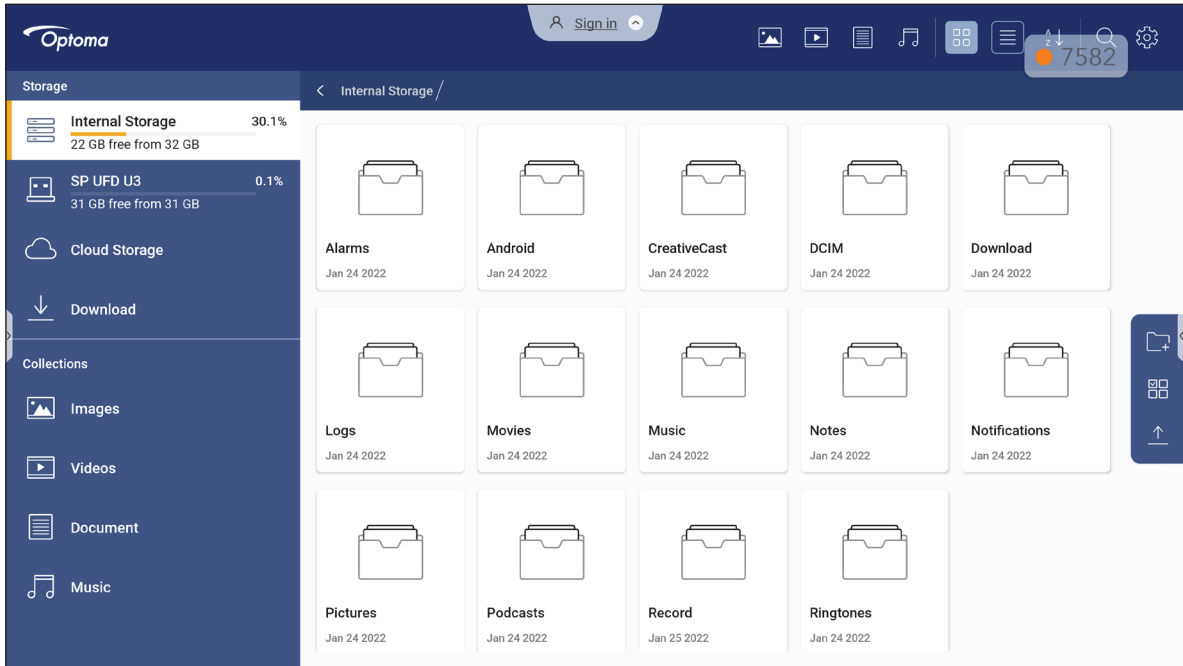 Optoma
Sign in
A Z
7582
Storage
Internal Storage /
Internal Storage 30.1%
22 GB free from 32 GB
SP UFD U3 0.1%
31 GB free from 31 GB
Cloud Storage
Download
Collections
Images
Videos
Document
Music
Alarms
Jan 24 2022
Android
Jan 24 2022
CreativeCast
Jan 24 2022
DCIM
Jan 24 2022
Download
Jan 24 2022
Logs
Jan 24 2022
Movies
Jan 24 2022
Music
Jan 24 2022
Notes
Jan 24 2022
Notifications
Jan 24 2022
Pictures
Jan 24 2022
Podcasts
Jan 24 2022
Record
Jan 25 2022
Ringtones
Jan 24 2022